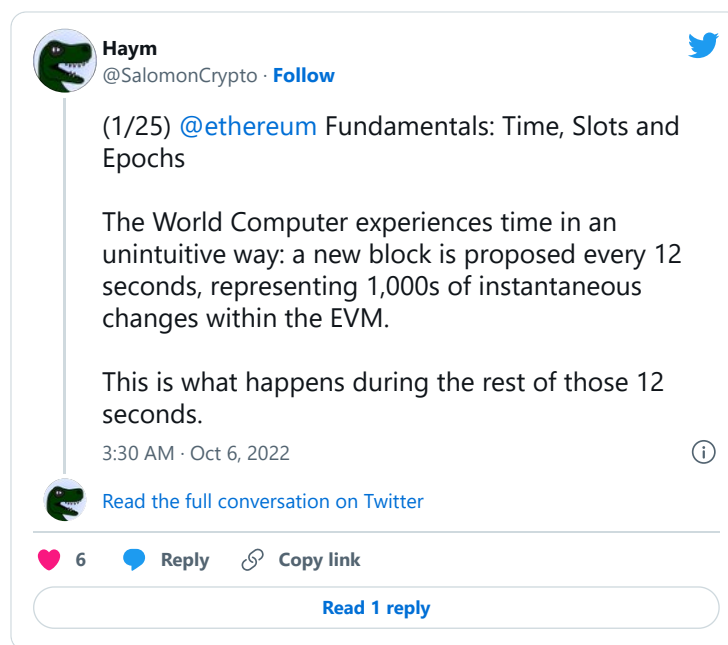 Haym
@SalomonCrypto · Follow
(1/25) @ethereum Fundamentals: Time, Slots and
Epochs
The World Computer experiences time in an
unintuitive way: a new block is proposed every 12
seconds, representing 1,000s of instantaneous
changes within the EVM.
This is what happens during the rest of those 12
seconds.
3:30 AM · Oct 6, 2022
Read the full conversation on Twitter
6 Reply Copy link
Read 1 reply